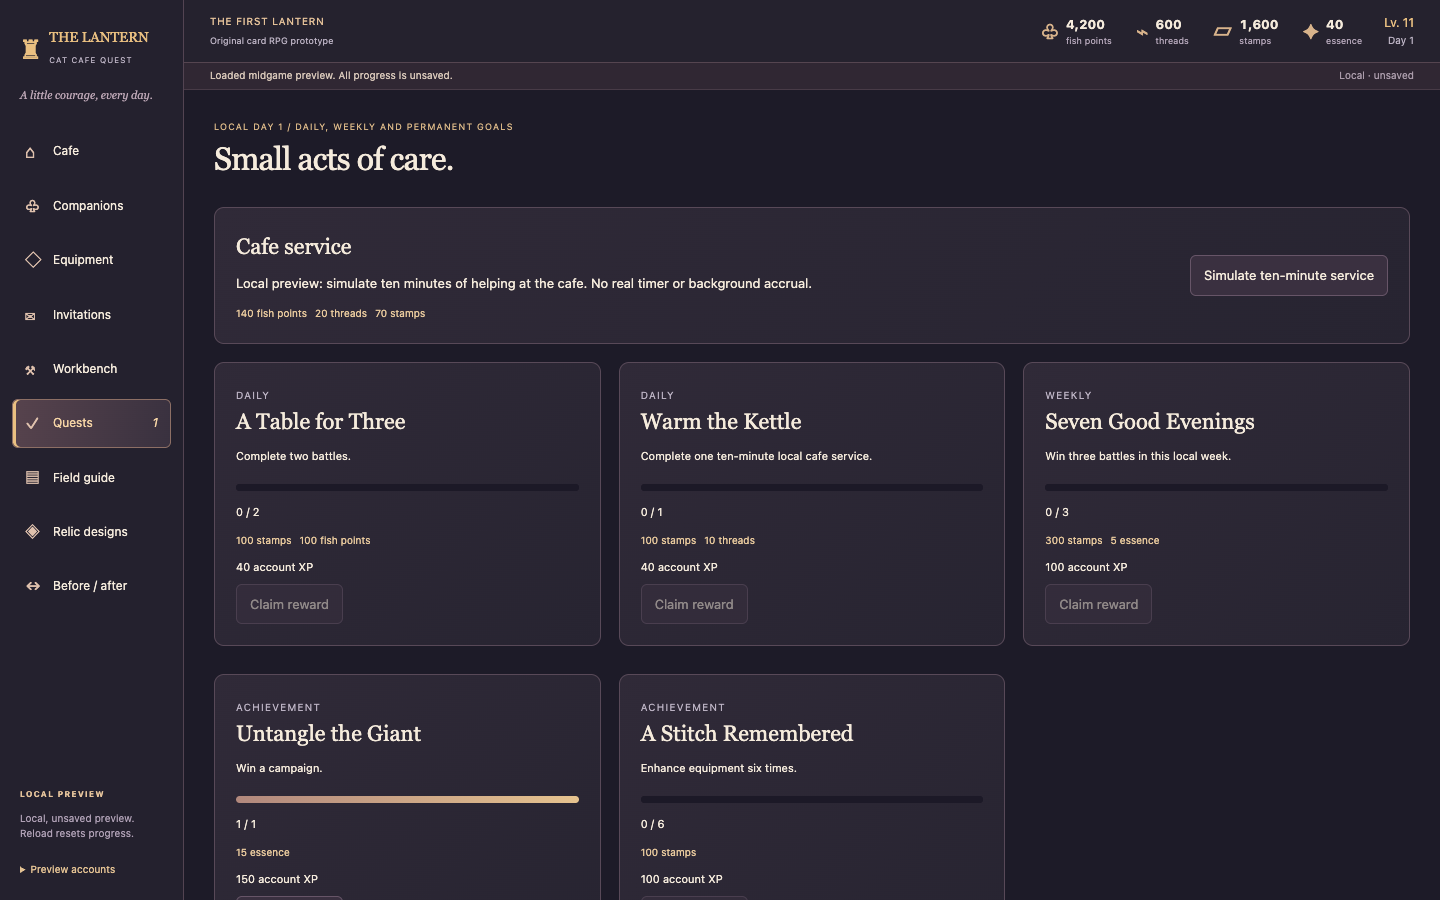 THE LANTERN
CAT CAFE QUEST
A little courage, every day.
Cafe
Companions
Equipment
Invitations
Workbench
Quests 1
Field guide
Relic designs
Before / after
LOCAL PREVIEW
Local, unsaved preview.
Reload resets progress.
Preview accounts
THE FIRST LANTERN
Original card RPG prototype
4,200
fish points
600
threads
1,600
stamps
40
essence
Lv. 11
Day 1
Loaded midgame preview. All progress is unsaved.
Local · unsaved
LOCAL DAY 1 / DAILY, WEEKLY AND PERMANENT GOALS
Small acts of care.
Cafe service
Local preview: simulate ten minutes of helping at the cafe. No real timer or background accrual.
140 fish points 20 threads 70 stamps
Simulate ten-minute service
DAILY
A Table for Three
Complete two battles.
0 / 2
100 stamps 100 fish points
40 account XP
Claim reward
DAILY
Warm the Kettle
Complete one ten-minute local cafe service.
0 / 1
100 stamps 10 threads
40 account XP
Claim reward
WEEKLY
Seven Good Evenings
Win three battles in this local week.
0 / 3
300 stamps 5 essence
100 account XP
Claim reward
ACHIEVEMENT
Untangle the Giant
Win a campaign.
1 / 1
15 essence
150 account XP
ACHIEVEMENT
A Stitch Remembered
Enhance equipment six times.
0 / 6
100 stamps
100 account XP